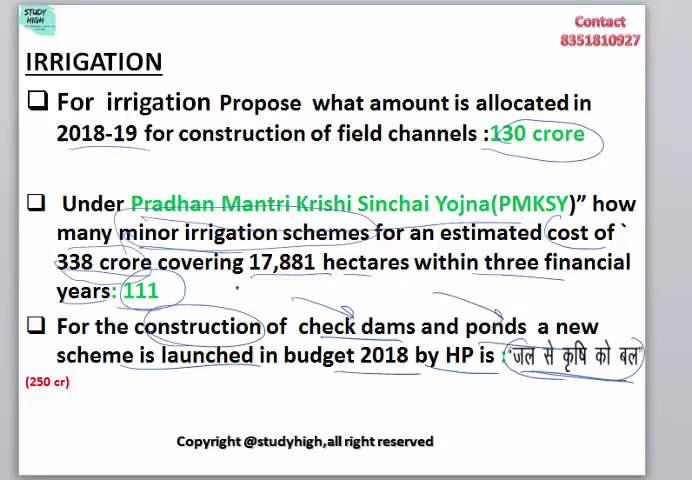 STUDY
HIGH
Contact
8351810927
IRRIGATION
For irrigation Propose what amount is allocated in
2018-19 for construction of field channels :130 crore
Under Pradhan Mantri Krishi Sinchai Yojna(PMKSY)” how
many minor irrigation schemes for an estimated cost of `
338 crore covering 17,881 hectares within three financial
years: 111
For the construction of check dams and ponds a new
scheme is launched in budget 2018 by HP is :“जल से कृषि को बल”
(250 cr)
Copyright @studyhigh,all right reserved